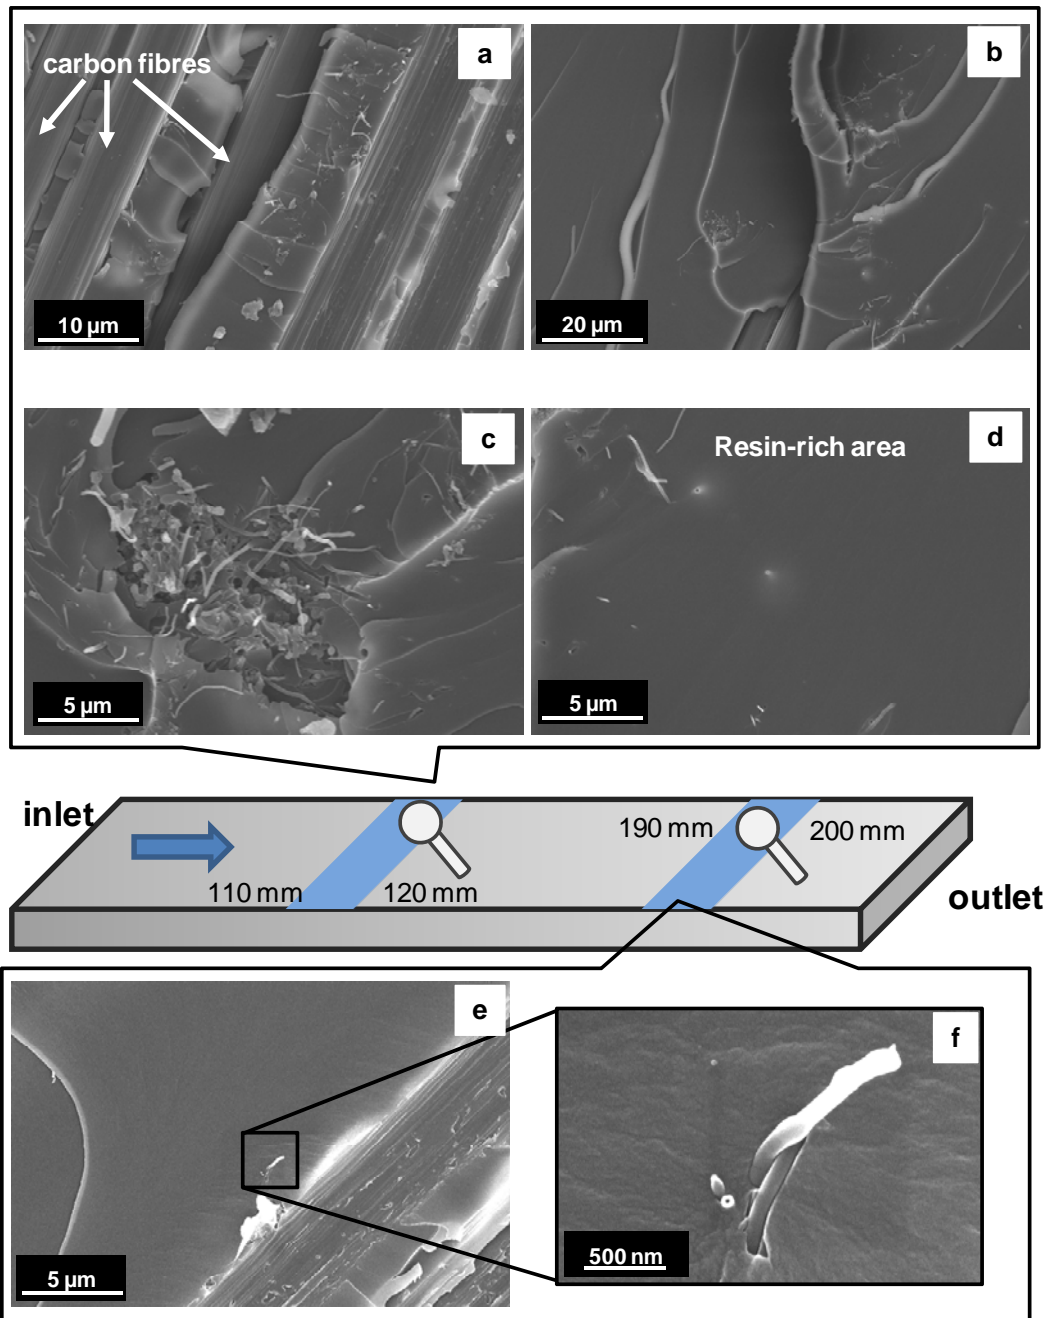 a
carbon fibres
10 µm
b
20 µm
c
5 µm
d
Resin-rich area
5 µm
inlet
110 mm
120 mm
190 mm
200 mm
outlet
e
5 µm
f
500 nm